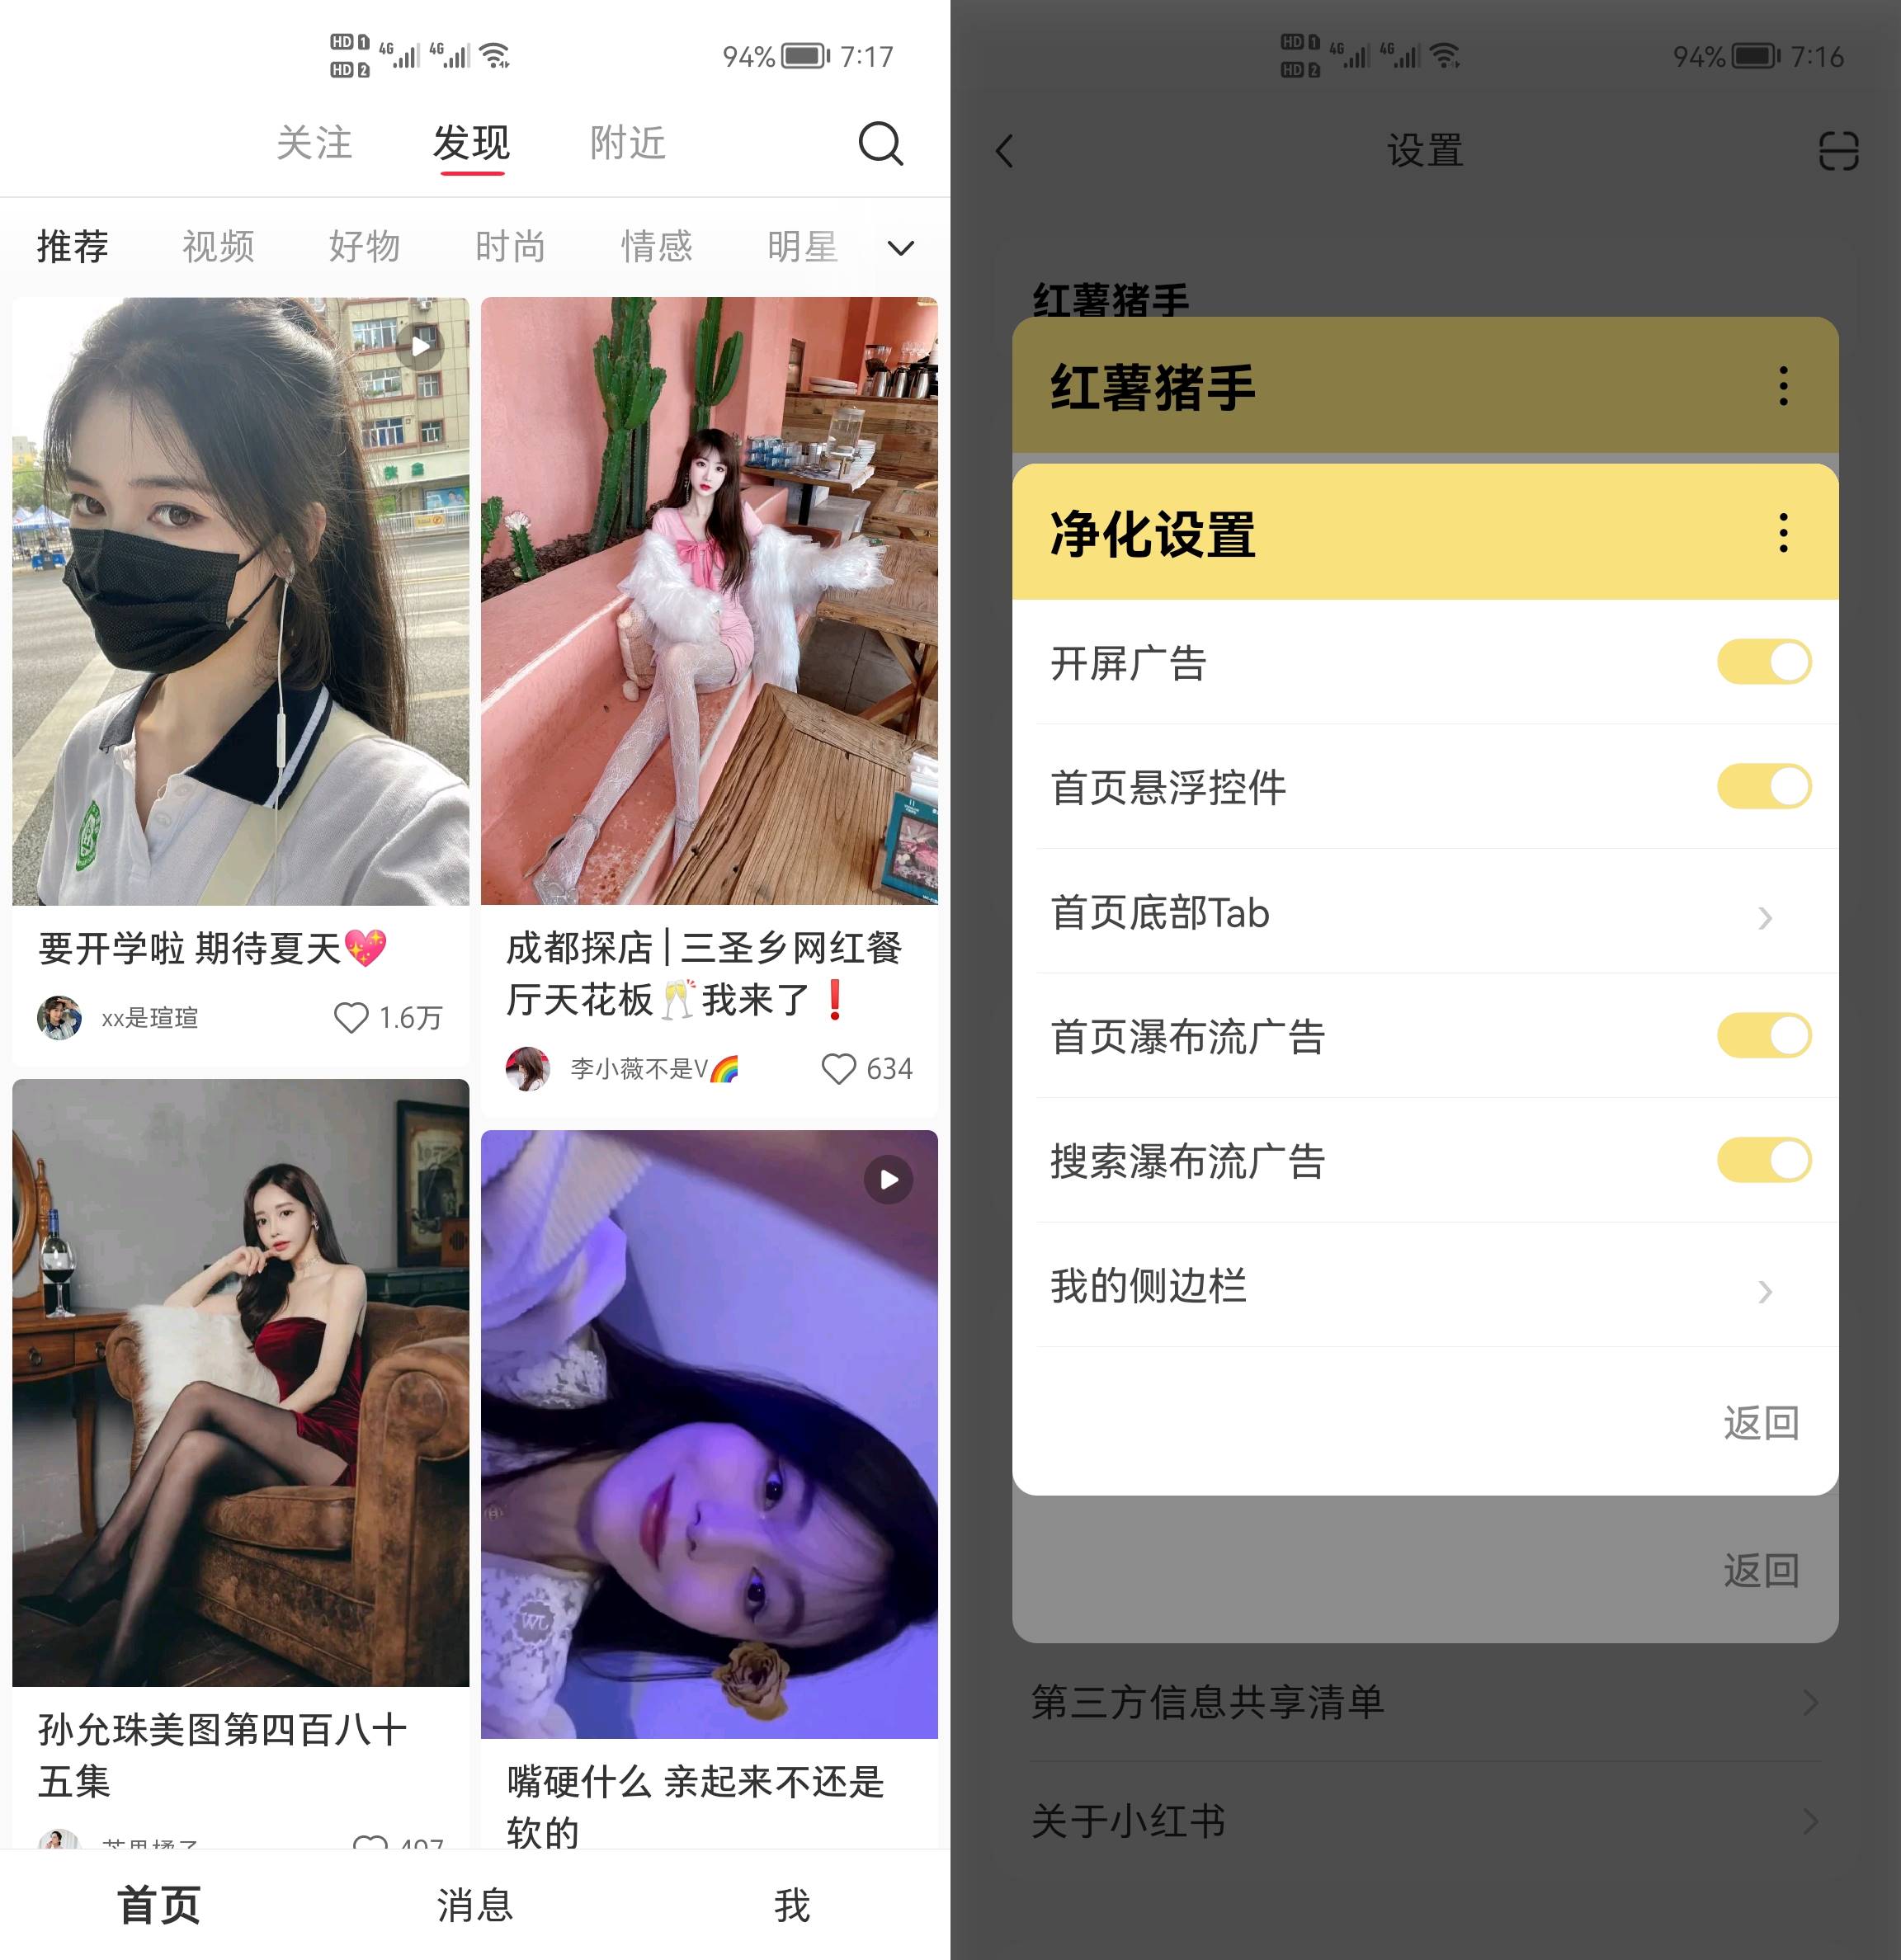 HD 1 4G 4G
HD 2
94% 7:17
关注 发现 附近
推荐 视频 好物 时尚 情感 明星
要开学啦 期待夏天💖
xx是瑄瑄 1.6万
孙允珠美图第四百八十
五集
497
成都探店|三圣乡网红餐
厅天花板🥂我来了❗
李小薇不是V🌈 634
嘴硬什么 亲起来不还是
软的
首页 消息 我
HD 1 4G 4G
HD 2
94% 7:16
设置
红薯猪手
红薯猪手
净化设置
开屏广告
首页悬浮控件
首页底部Tab
首页瀑布流广告
搜索瀑布流广告
我的侧边栏
返回
返回
第三方信息共享清单
关于小红书